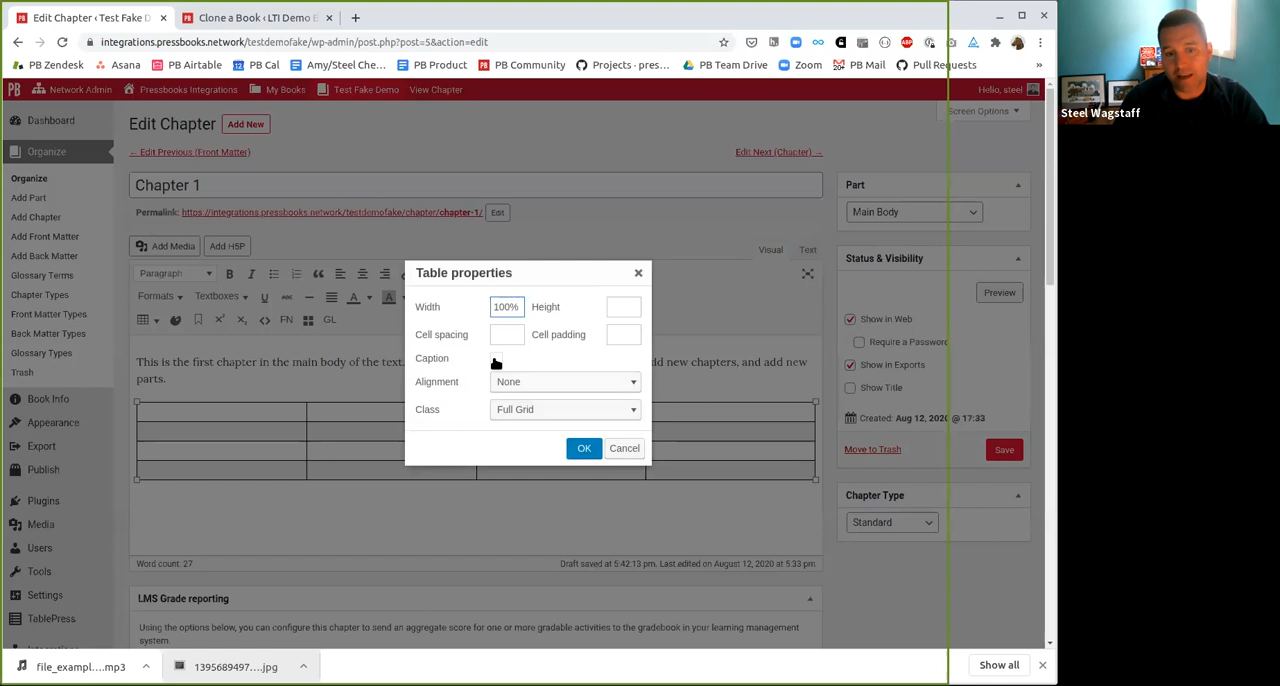 Edit Chapter ‹ Test Fake D
Clone a Book ‹ LTI Demo B
integrations.pressbooks.network/testdemofake/wp-admin/post.php?post=5&action=edit
PB Zendesk
Asana
PB Airtable
PB Cal
Amy/Steel Che…
PB Product
PB Community
Projects · pres…
PB Team Drive
Zoom
PB Mail
Pull Requests
»
PB
Network Admin
Pressbooks Integrations
My Books
Test Fake Demo
View Chapter
Hello, steel
Steel Wagstaff
Dashboard
Organize
Organize
Add Part
Add Chapter
Add Front Matter
Add Back Matter
Glossary Terms
Chapter Types
Front Matter Types
Back Matter Types
Glossary Types
Trash
Book Info
Appearance
Export
Publish
Plugins
Media
Users
Tools
Settings
TablePress
Edit Chapter
Add New
Screen Options
← Edit Previous (Front Matter)
Edit Next (Chapter) →
Chapter 1
Permalink: https://integrations.pressbooks.network/testdemofake/chapter/chapter-1/ Edit
Add Media
Add H5P
Visual
Text
Paragraph
B I
Formats
Textboxes
U ABC A A
X² X₂ FN GL
This is the first chapter in the main body of the text.
dd new chapters, and add new
parts.
Table properties
Width 100% Height
Cell spacing Cell padding
Caption
Alignment None
Class Full Grid
OK Cancel
Word count: 27
Draft saved at 5:42:13 pm. Last edited on August 12, 2020 at 5:33 pm.
LMS Grade reporting
Using the options below, you can configure this chapter to send an aggregate score for one or more gradable activities to the gradebook in your learning management
system.
Part
Main Body
Status & Visibility
Preview
Show in Web
Require a Password
Show in Exports
Show Title
Created: Aug 12, 2020 @ 17:33
Move to Trash
Save
Chapter Type
Standard
file_exampl….mp3
1395689497….jpg
Show all